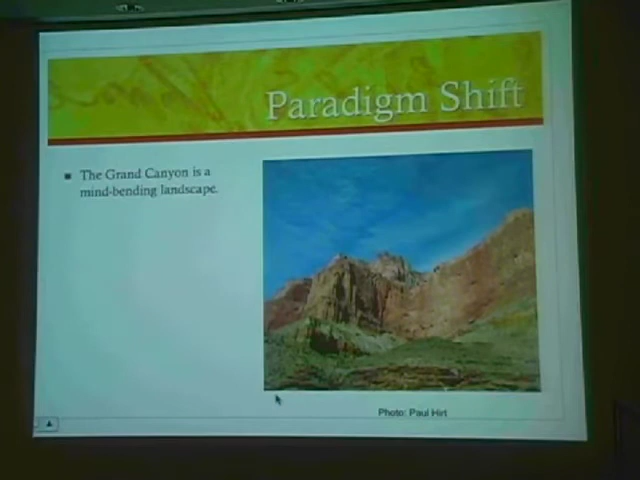 Paradigm Shift
The Grand Canyon is a
mind-bending landscape.
Photo: Paul Hirt